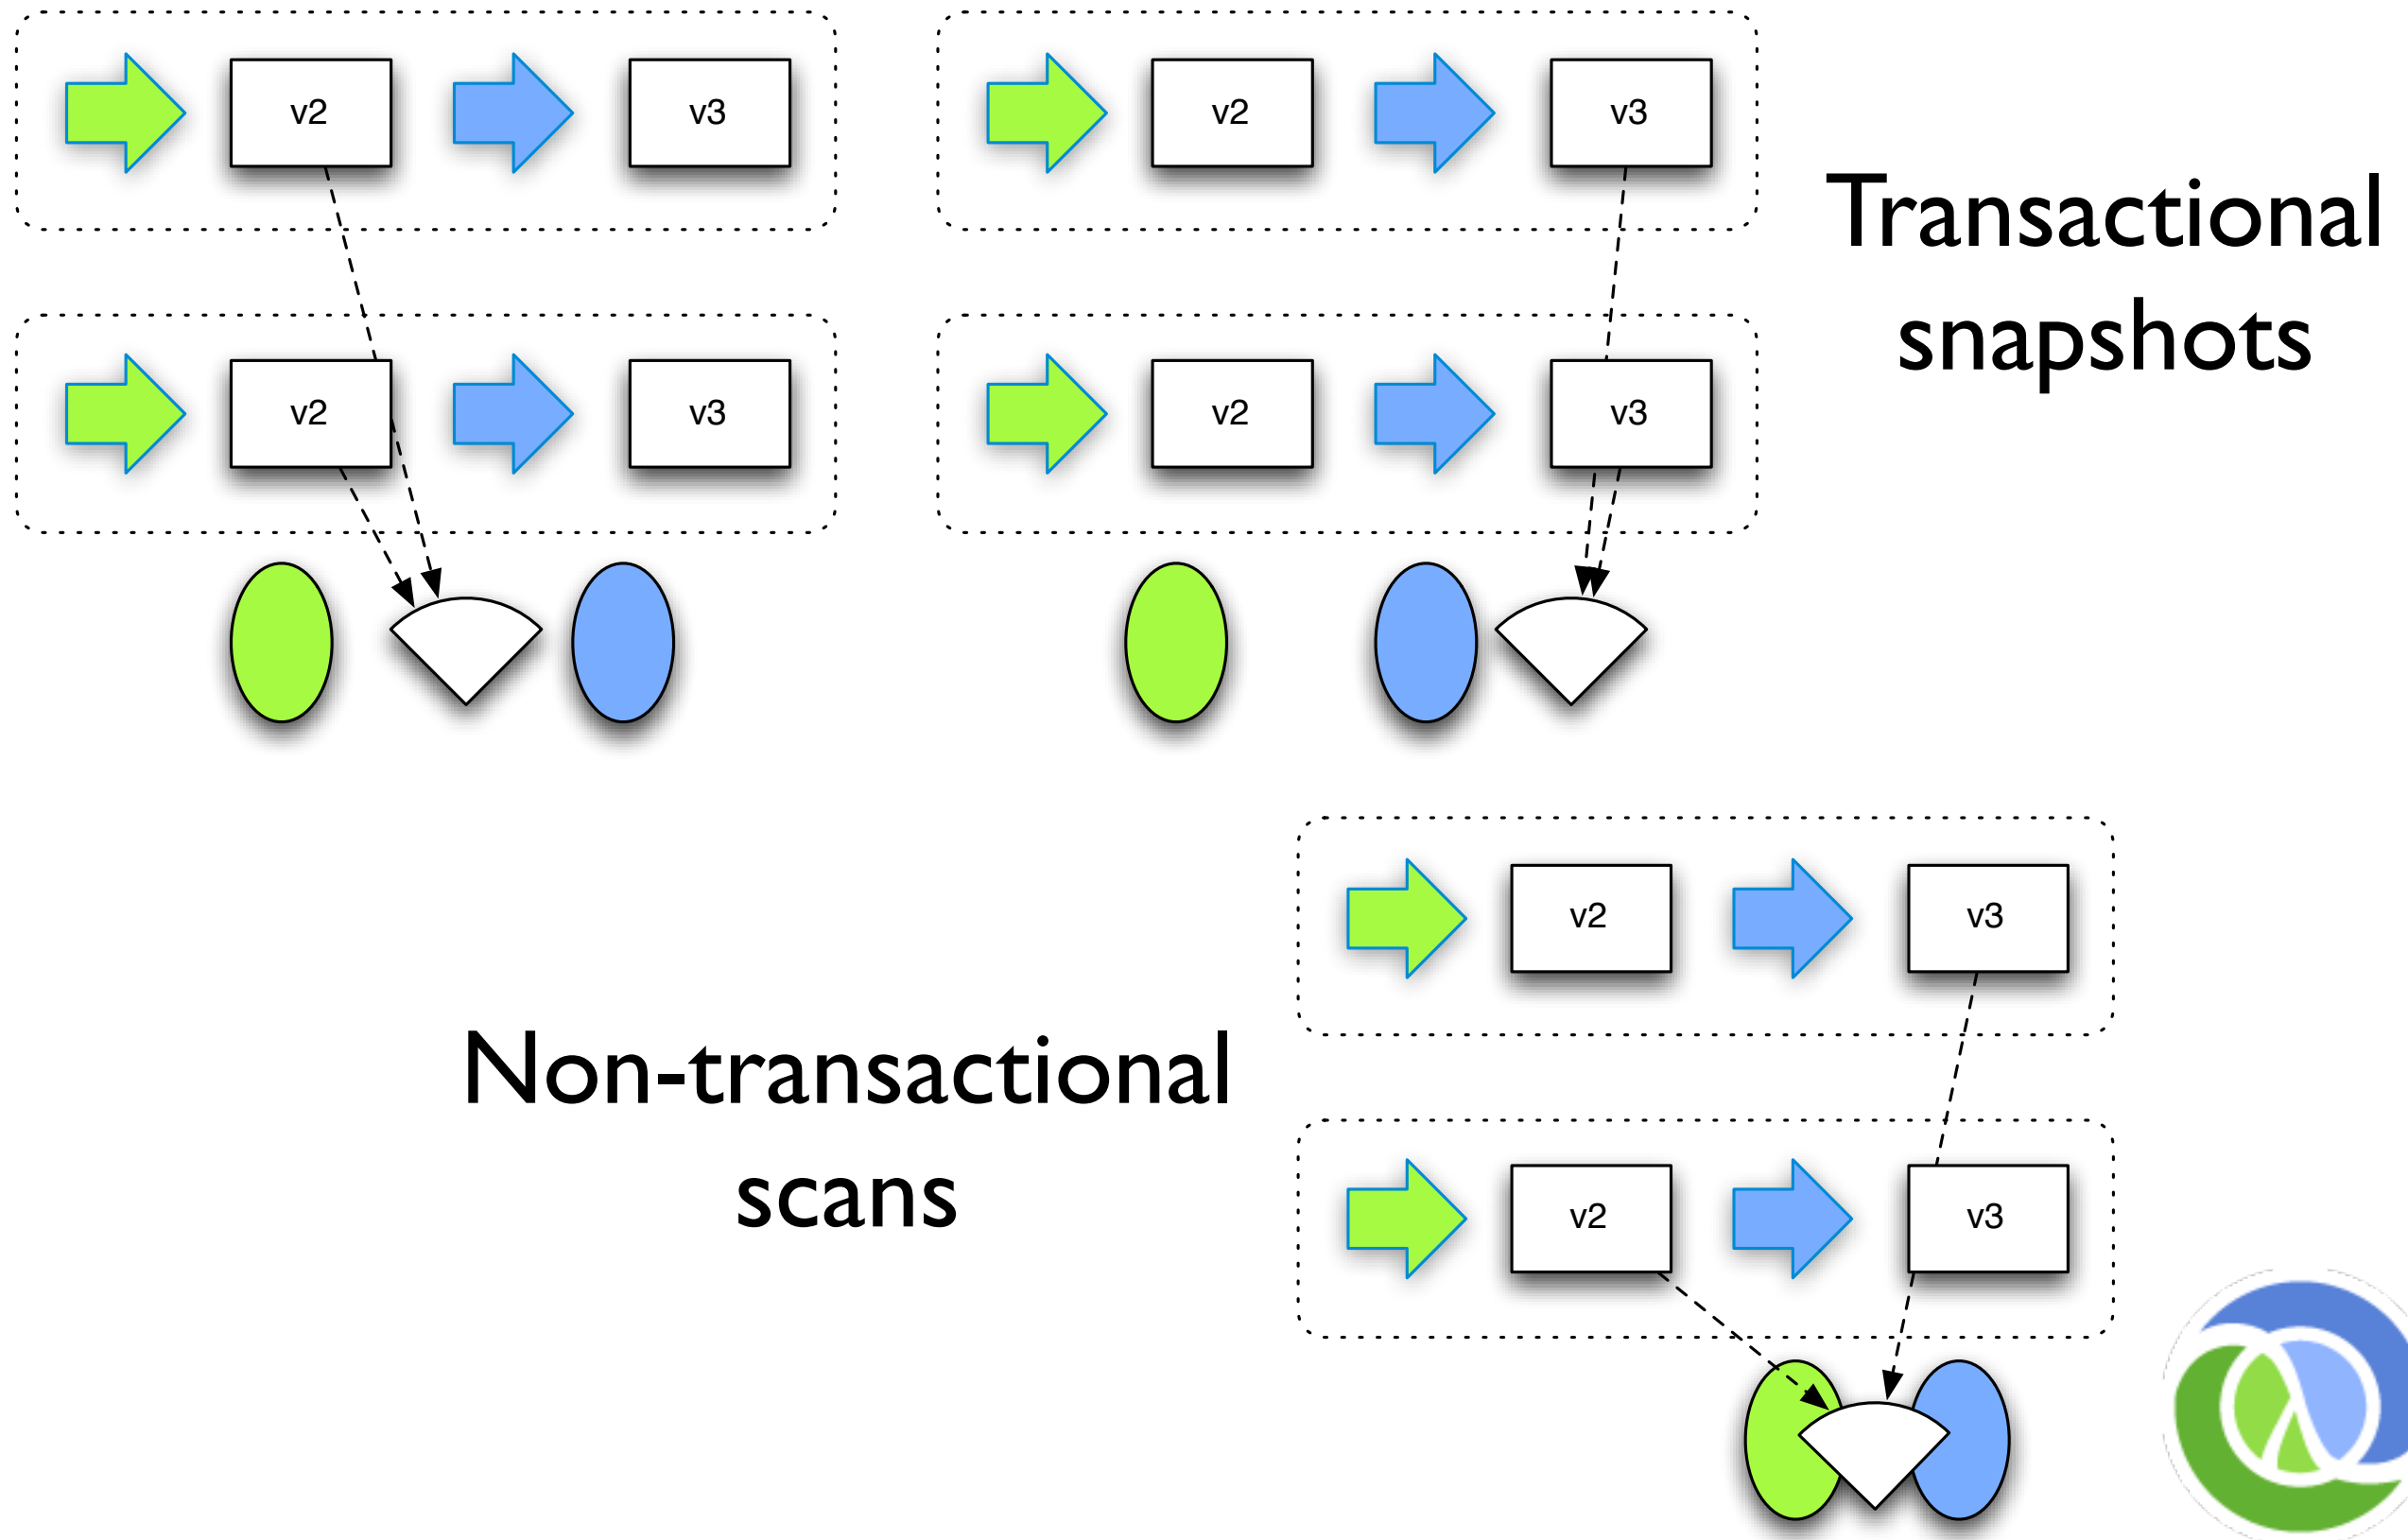 v2 v3 v2 v3
Transactional
snapshots
v2 v3 v2 v3
v2 v3
Non-transactional
scans
v2 v3